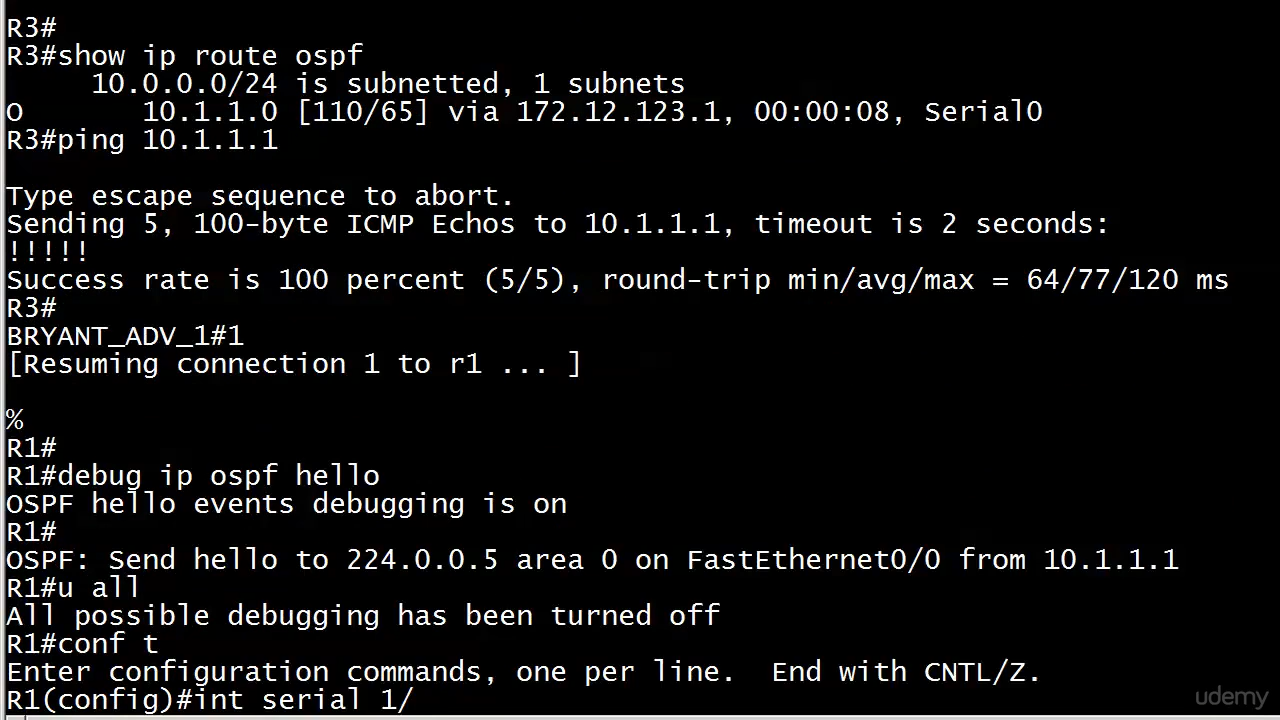 R3#
R3#show ip route ospf
     10.0.0.0/24 is subnetted, 1 subnets
O       10.1.1.0 [110/65] via 172.12.123.1, 00:00:08, Serial0
R3#ping 10.1.1.1
Type escape sequence to abort.
Sending 5, 100-byte ICMP Echos to 10.1.1.1, timeout is 2 seconds:
!!!!!
Success rate is 100 percent (5/5), round-trip min/avg/max = 64/77/120 ms
R3#
BRYANT_ADV_1#1
[Resuming connection 1 to r1 ... ]
%
R1#
R1#debug ip ospf hello
OSPF hello events debugging is on
R1#
OSPF: Send hello to 224.0.0.5 area 0 on FastEthernet0/0 from 10.1.1.1
R1#u all
All possible debugging has been turned off
R1#conf t
Enter configuration commands, one per line.  End with CNTL/Z.
R1(config)#int serial 1/
udemy